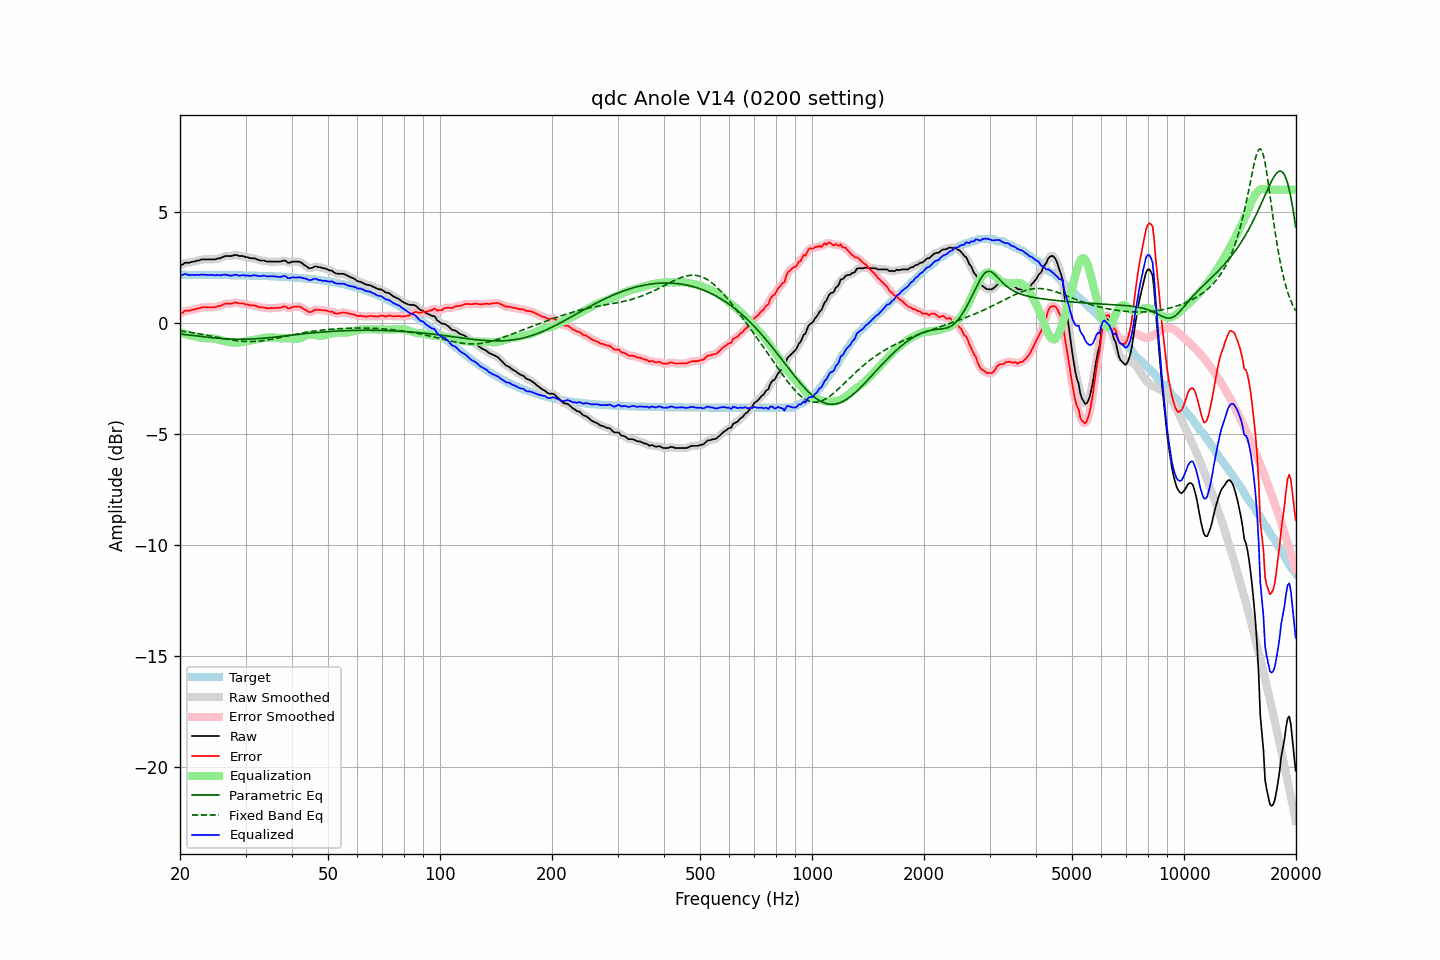 qdc Anole V14 (0200 setting)
Amplitude (dBr)
5
0
−5
−10
−15
−20
Target
Raw Smoothed
Error Smoothed
Raw
Error
Equalization
Parametric Eq
Fixed Band Eq
Equalized
20 50 100 200 500 1000 2000 5000 10000 20000
Frequency (Hz)